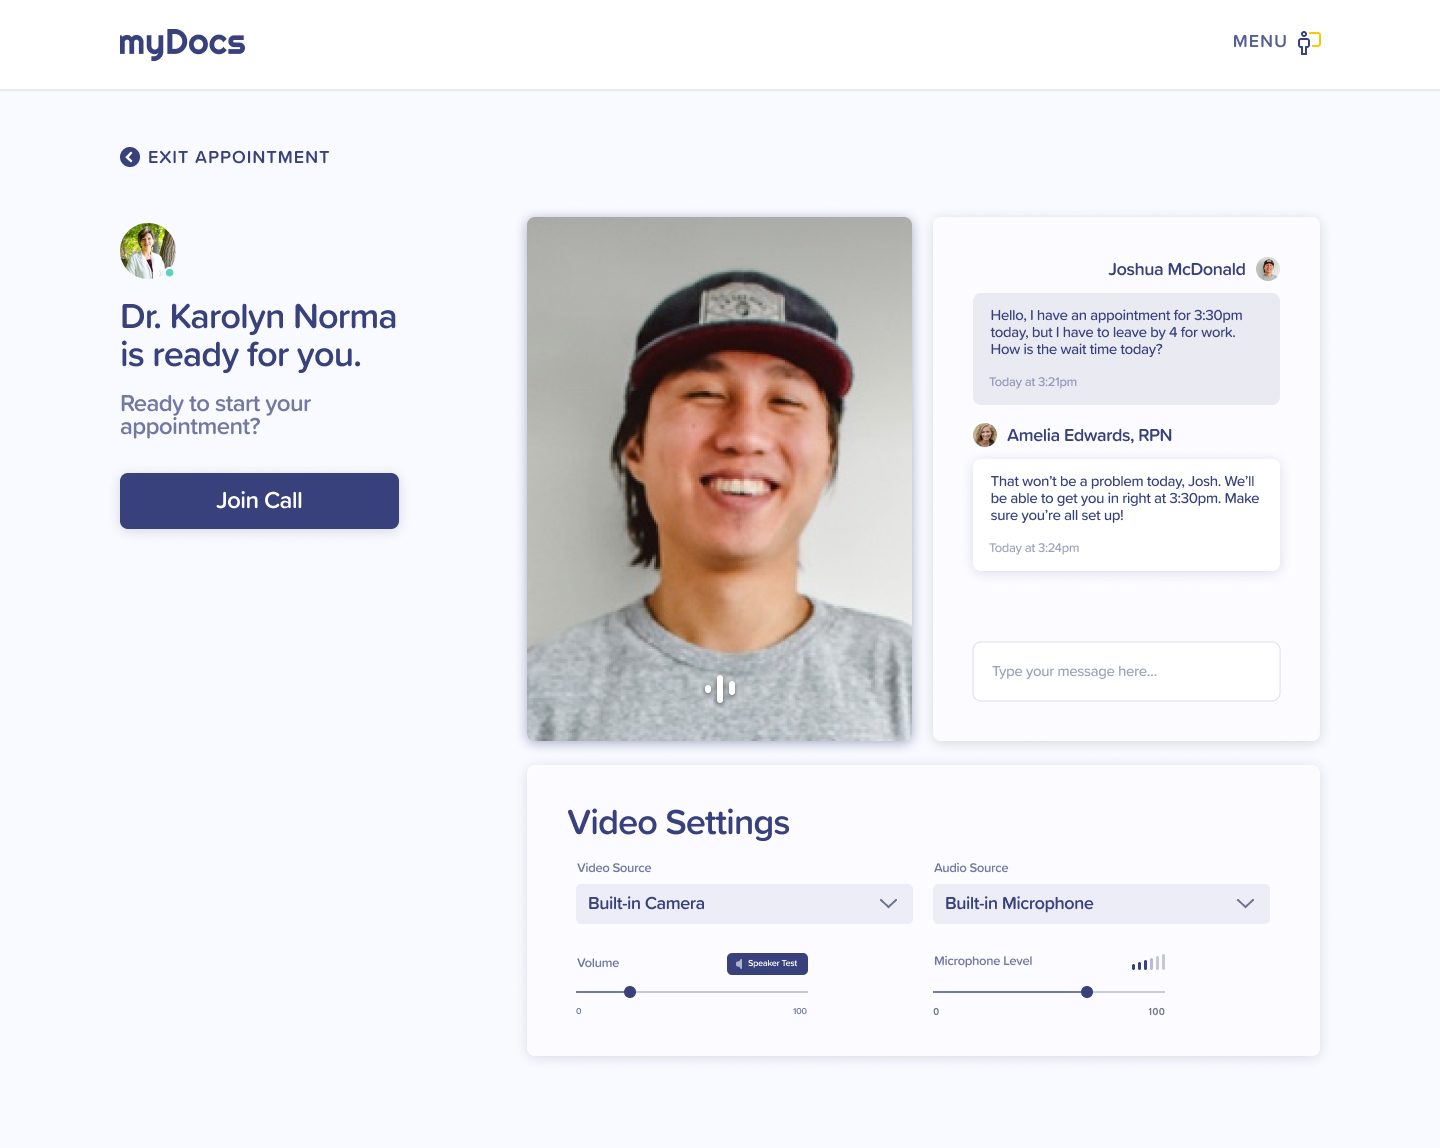 myDocs
MENU
EXIT APPOINTMENT
Dr. Karolyn Norma
is ready for you.
Ready to start your
appointment?
Join Call
Joshua McDonald
Hello, I have an appointment for 3:30pm
today, but I have to leave by 4 for work.
How is the wait time today?
Today at 3:21pm
Amelia Edwards, RPN
That won’t be a problem today, Josh. We’ll
be able to get you in right at 3:30pm. Make
sure you’re all set up!
Today at 3:24pm
Type your message here...
Video Settings
Video Source
Built-in Camera
Audio Source
Built-in Microphone
Volume
Speaker Test
0
100
Microphone Level
0
100